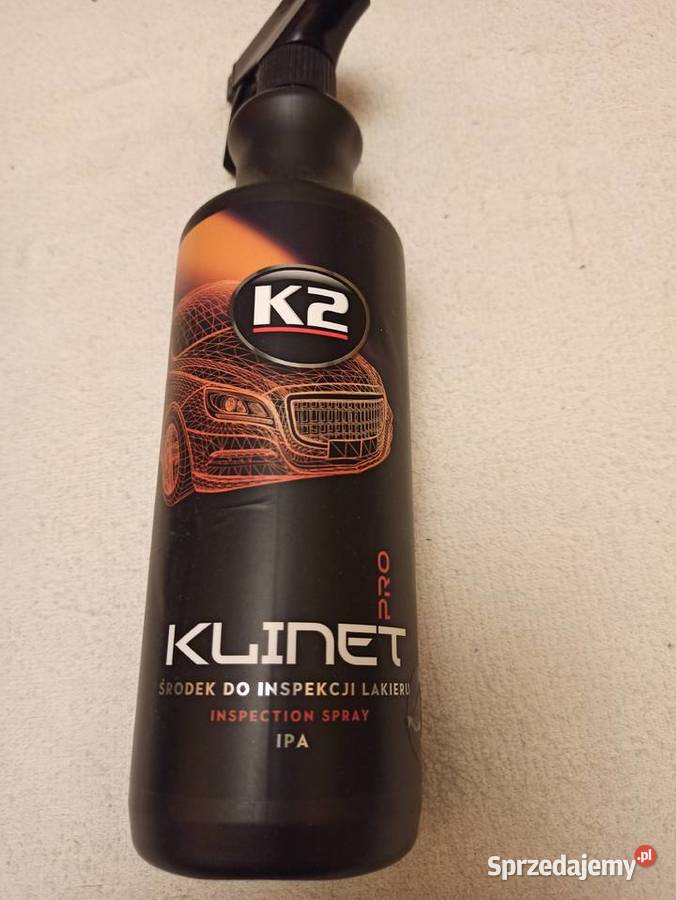 K2
PRO
KLINET
ŚRODEK DO INSPEKCJI LAKIERU
INSPECTION SPRAY
IPA
Sprzedajemy.pl